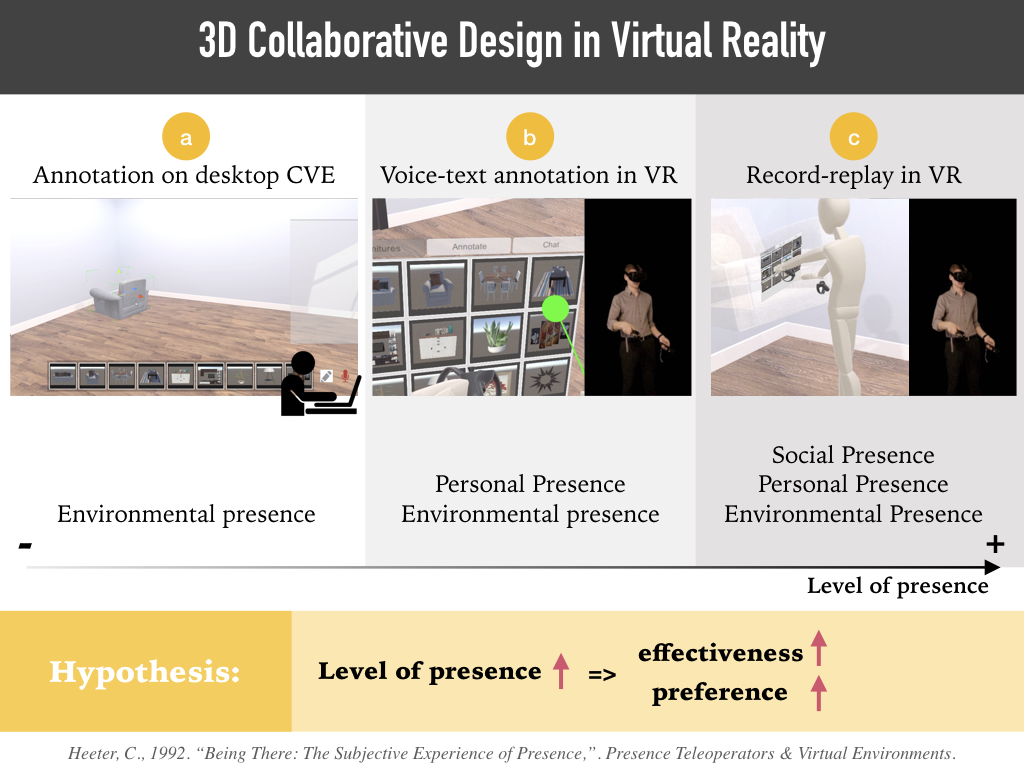 3D Collaborative Design in Virtual Reality
a
Annotation on desktop CVE
b
Voice-text annotation in VR
c
Record-replay in VR
itures
Annotate
Chat
Environmental presence
Personal Presence
Environmental presence
Social Presence
Personal Presence
Environmental Presence
-
+
Level of presence
Hypothesis:
Level of presence
=>
effectiveness
preference
Heeter, C., 1992. “Being There: The Subjective Experience of Presence,”. Presence Teleoperators & Virtual Environments.